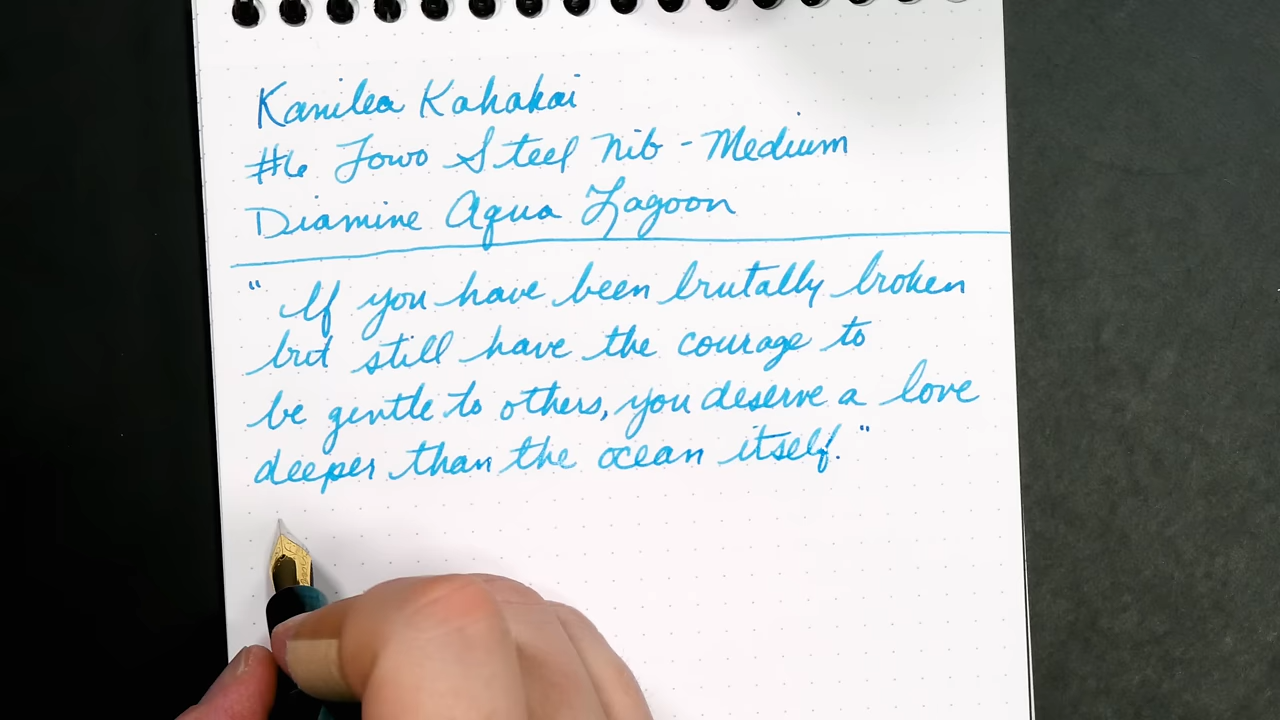 Kanilea Kahakai
#6 Jowo Steel Nib - Medium
Diamine Aqua Lagoon
"If you have been brutally broken
but still have the courage to
be gentle to others, you deserve a love
deeper than the ocean itself."